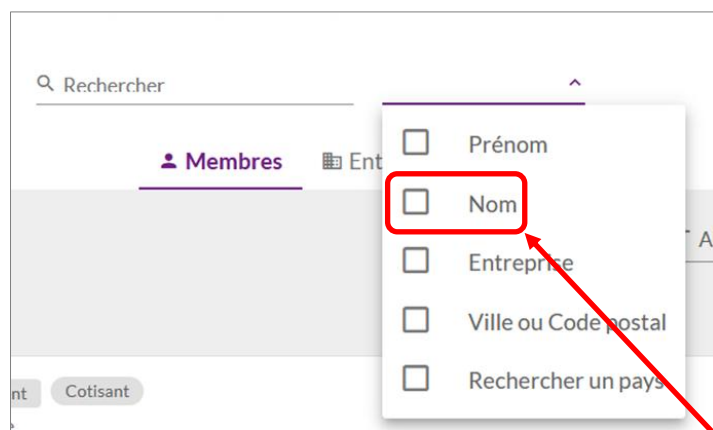 Rechercher
Membres
Ent
Prénom
Nom
A
Entreprise
Ville ou Code postal
Rechercher un pays
nt
Cotisant